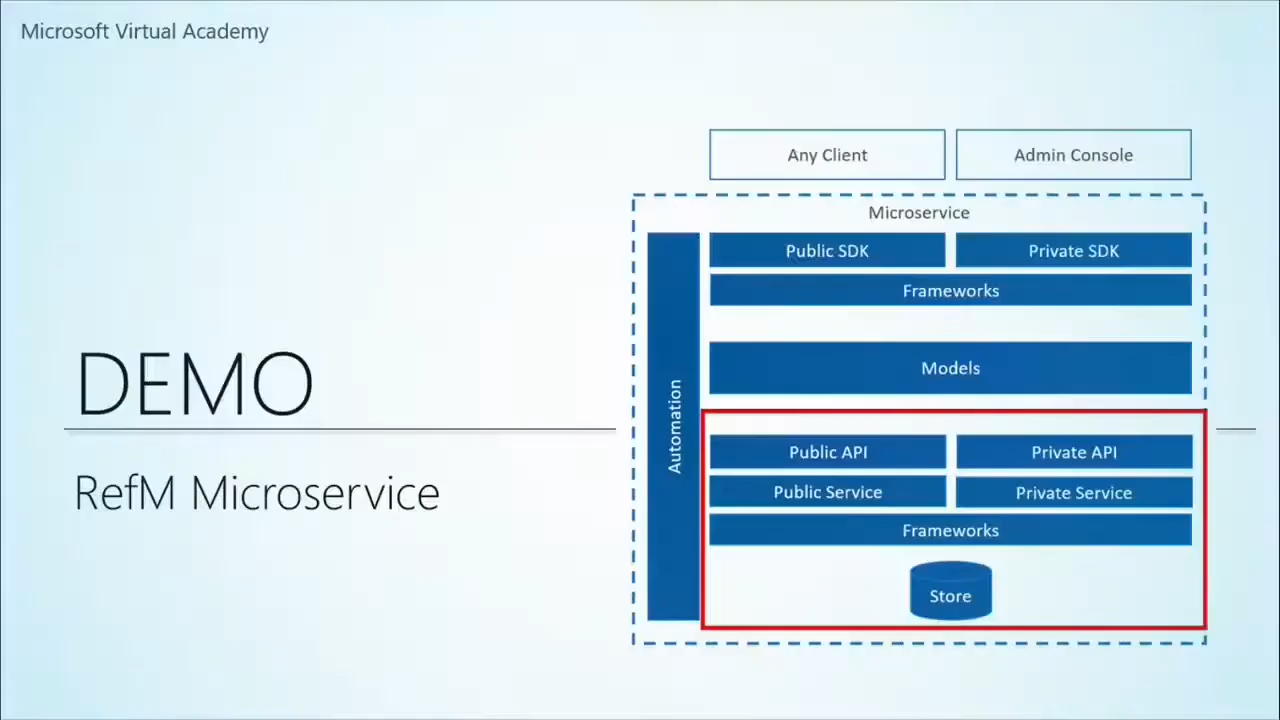 Microsoft Virtual Academy
Any Client
Admin Console
Microservice
Public SDK
Private SDK
Frameworks
Models
Automation
Public API
Private API
Public Service
Private Service
Frameworks
Store
DEMO
RefM Microservice